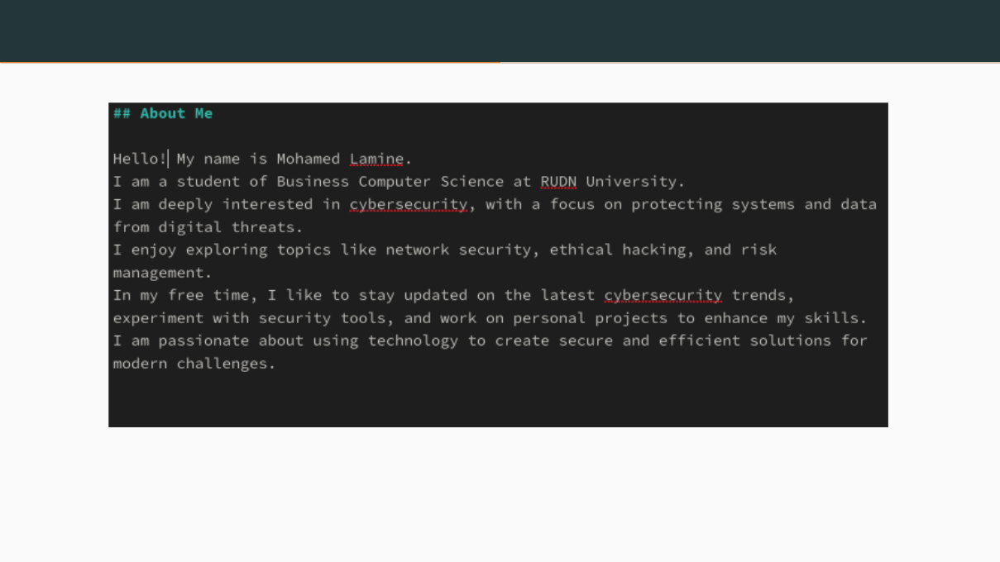 ## About Me
Hello! My name is Mohamed Lamine.
I am a student of Business Computer Science at RUDN University.
I am deeply interested in cybersecurity, with a focus on protecting systems and data
from digital threats.
I enjoy exploring topics like network security, ethical hacking, and risk
management.
In my free time, I like to stay updated on the latest cybersecurity trends,
experiment with security tools, and work on personal projects to enhance my skills.
I am passionate about using technology to create secure and efficient solutions for
modern challenges.